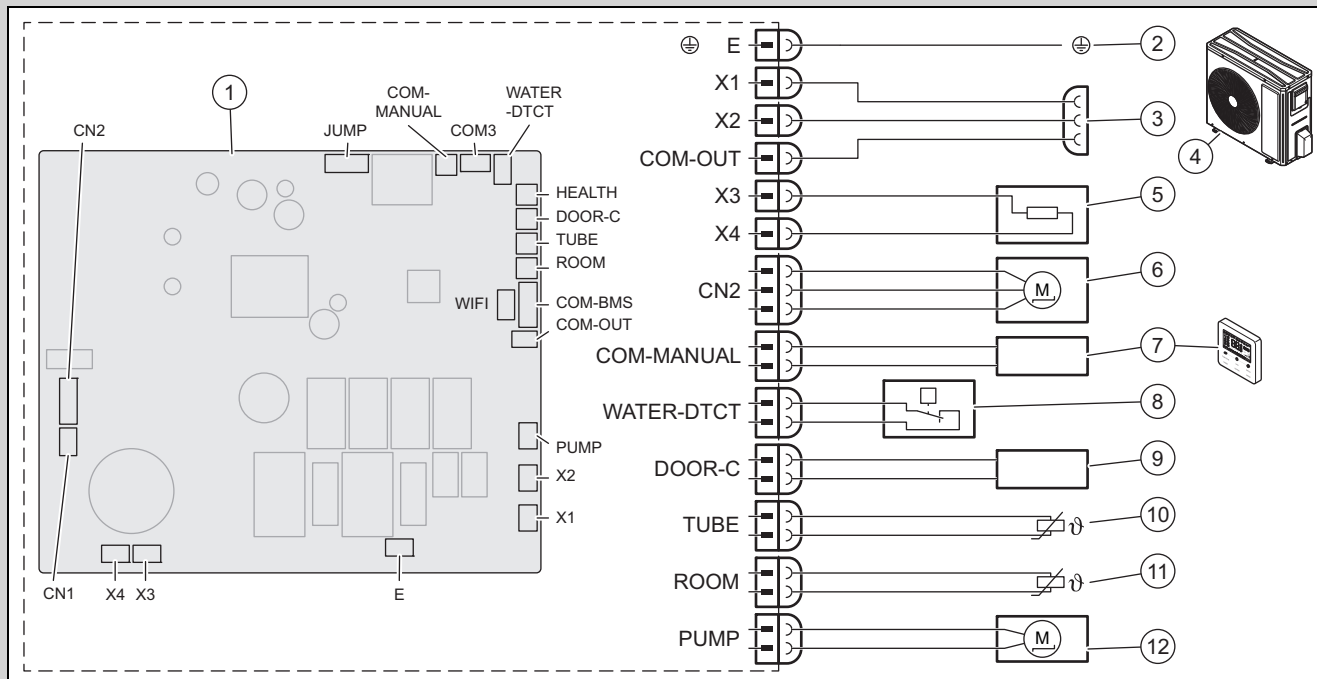 1
CN2
JUMP
COM-
MANUAL
COM3
WATER
-DTCT
HEALTH
DOOR-C
TUBE
ROOM
WIFI
COM-BMS
COM-OUT
PUMP
X2
X1
CN1
X4
X3
E
E
2
X1
X2
3
COM-OUT
4
X3
5
X4
CN2
M
6
COM-MANUAL
7
WATER-DTCT
8
DOOR-C
9
TUBE
ϑ
10
ROOM
ϑ
11
PUMP
M
12